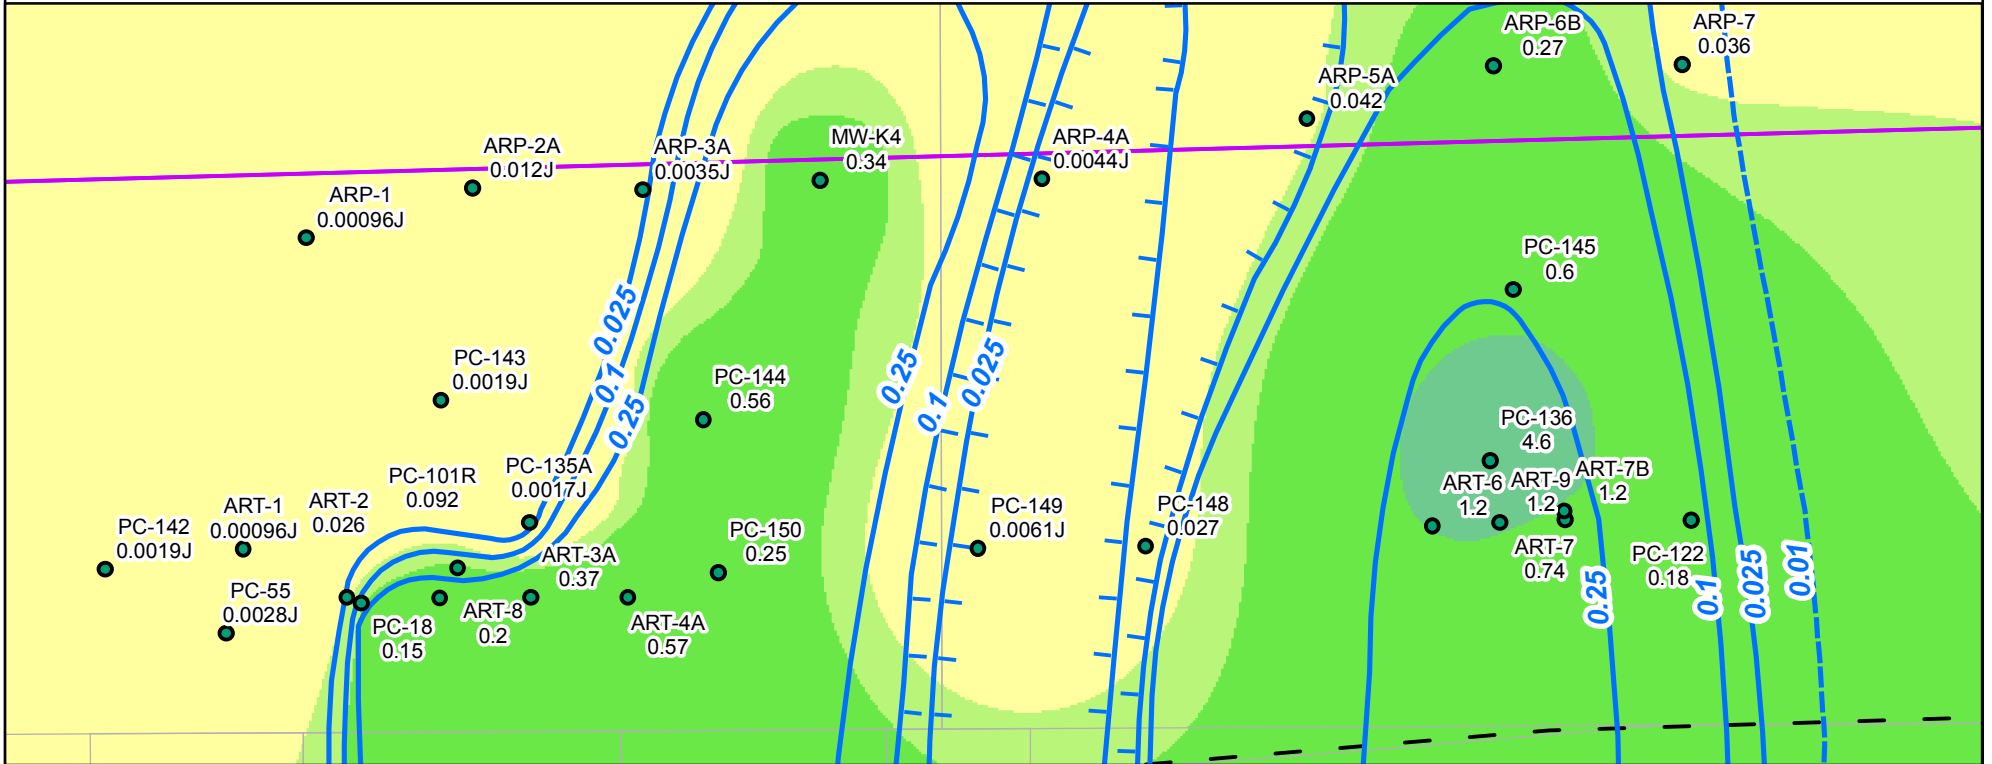 ARP-6B
0.27
ARP-7
0.036
ARP-5A
0.042
ARP-2A
0.012J
ARP-3A
0.0035J
MW-K4
0.34
ARP-4A
0.0044J
ARP-1
0.00096J
PC-145
0.6
0.025
0.1
0.25
PC-143
0.0019J
PC-144
0.56
0.25
0.1
0.025
PC-136
4.6
PC-101R
0.092
PC-135A
0.0017J
ART-6
1.2
ART-9
1.2
ART-7B
1.2
ART-1
0.00096J
ART-2
0.026
PC-142
0.0019J
PC-149
0.0061J
PC-148
0.027
PC-150
0.25
ART-3A
0.37
ART-7
0.74
PC-122
0.18
PC-55
0.0028J
PC-18
0.15
ART-8
0.2
ART-4A
0.57
0.25
0.1
0.025
0.01